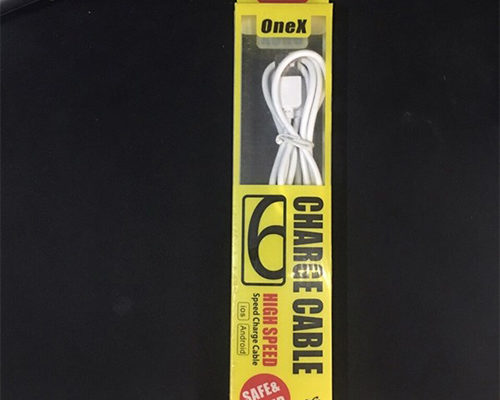 OneX
CHARGE CABLE
6
HIGH SPEED
Speed Charge Cable
ios
Android
SAFE&